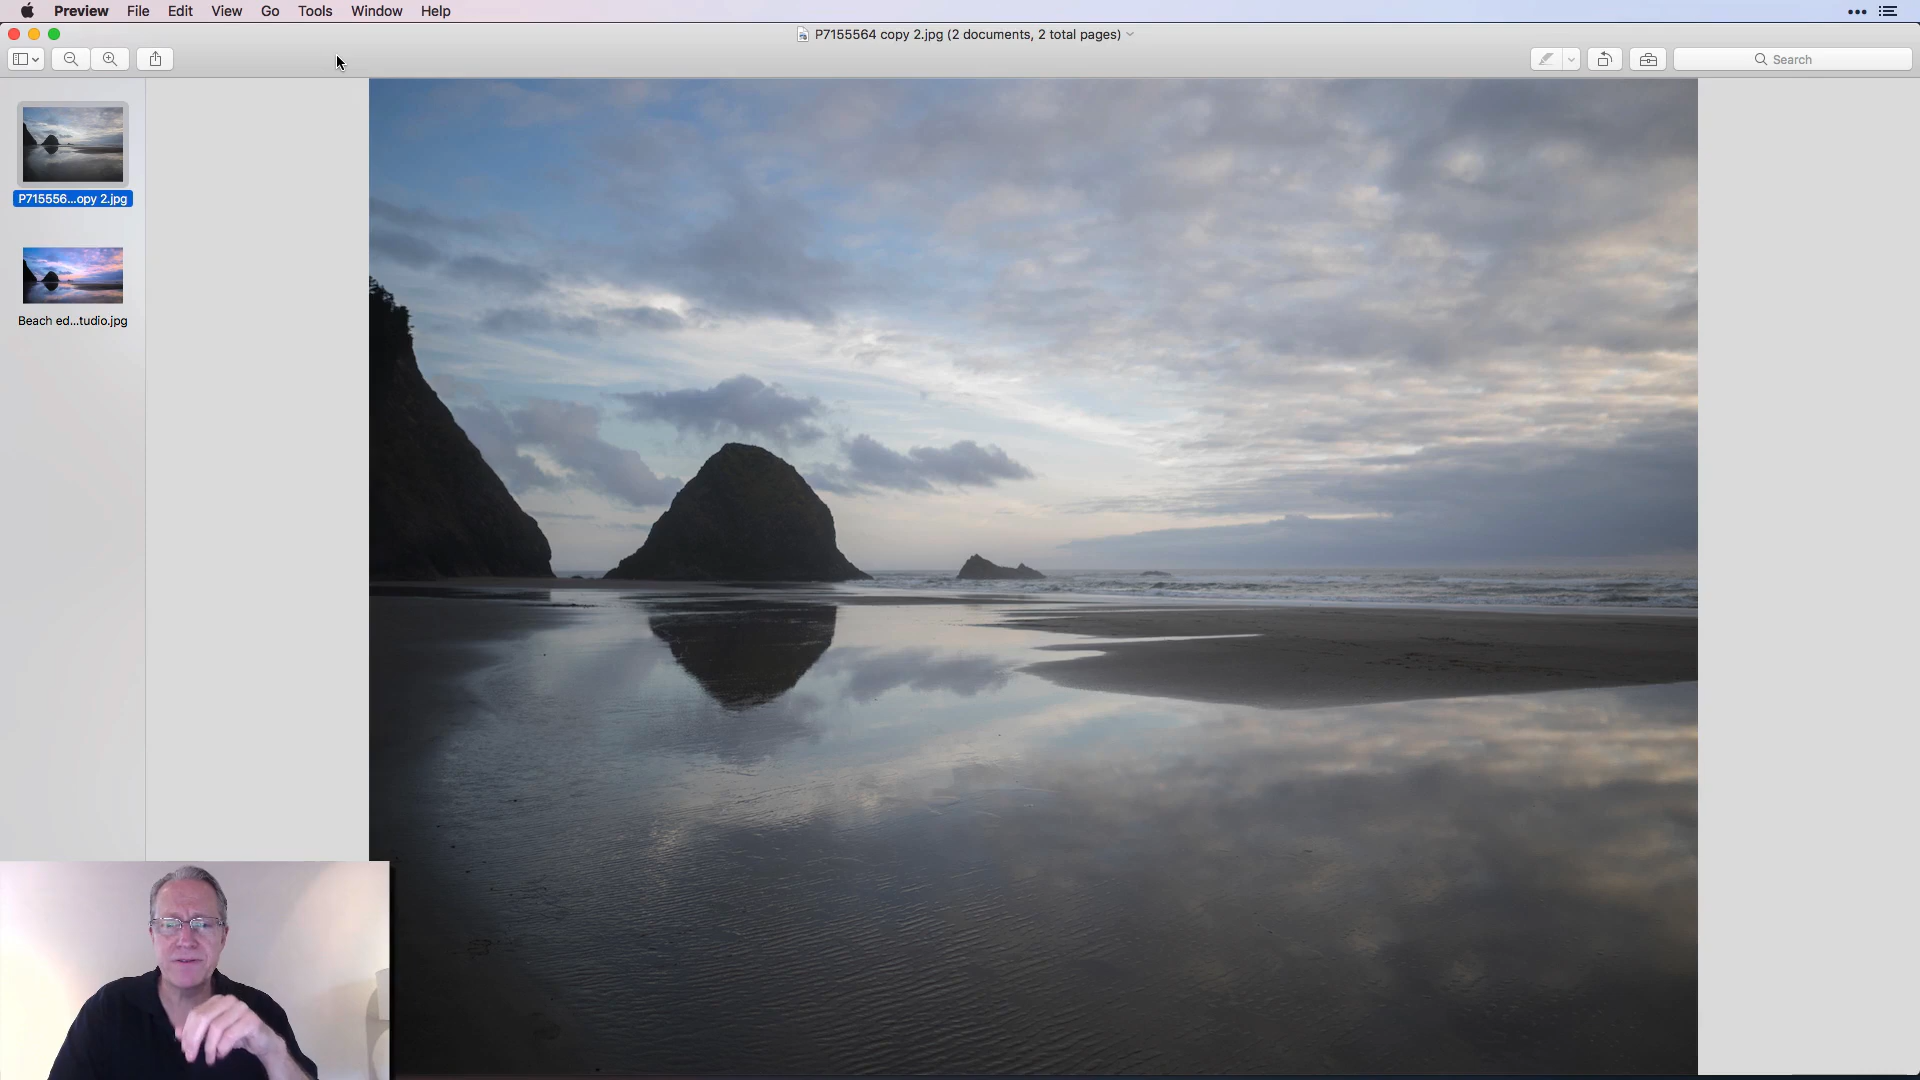 Preview File Edit View Go Tools Window Help
P7155564 copy 2.jpg (2 documents, 2 total pages)
Search
P715556...opy 2.jpg
Beach ed...tudio.jpg